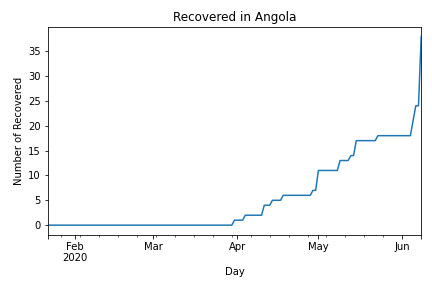 Recovered in Angola
Number of Recovered
35
30
25
20
15
10
5
0
Feb
2020
Mar
Apr
May
Jun
Day